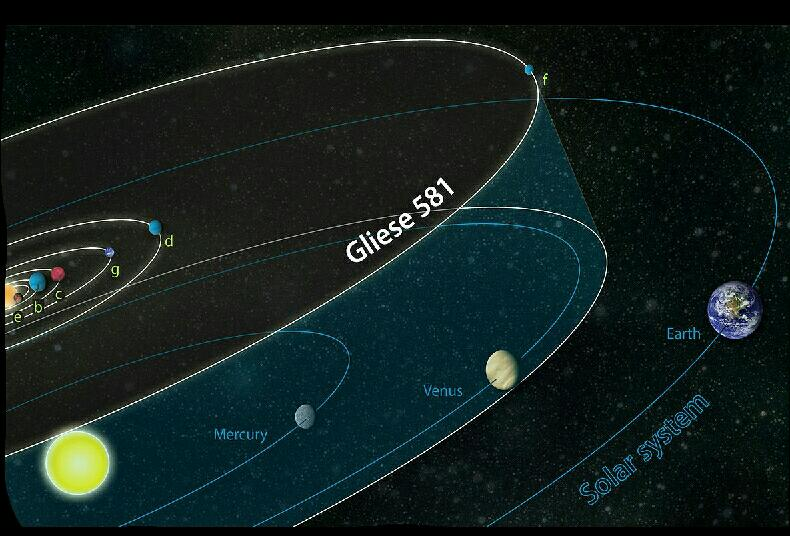 f
Gliese 581
d
g
c
b
e
Earth
Venus
Mercury
Solar system